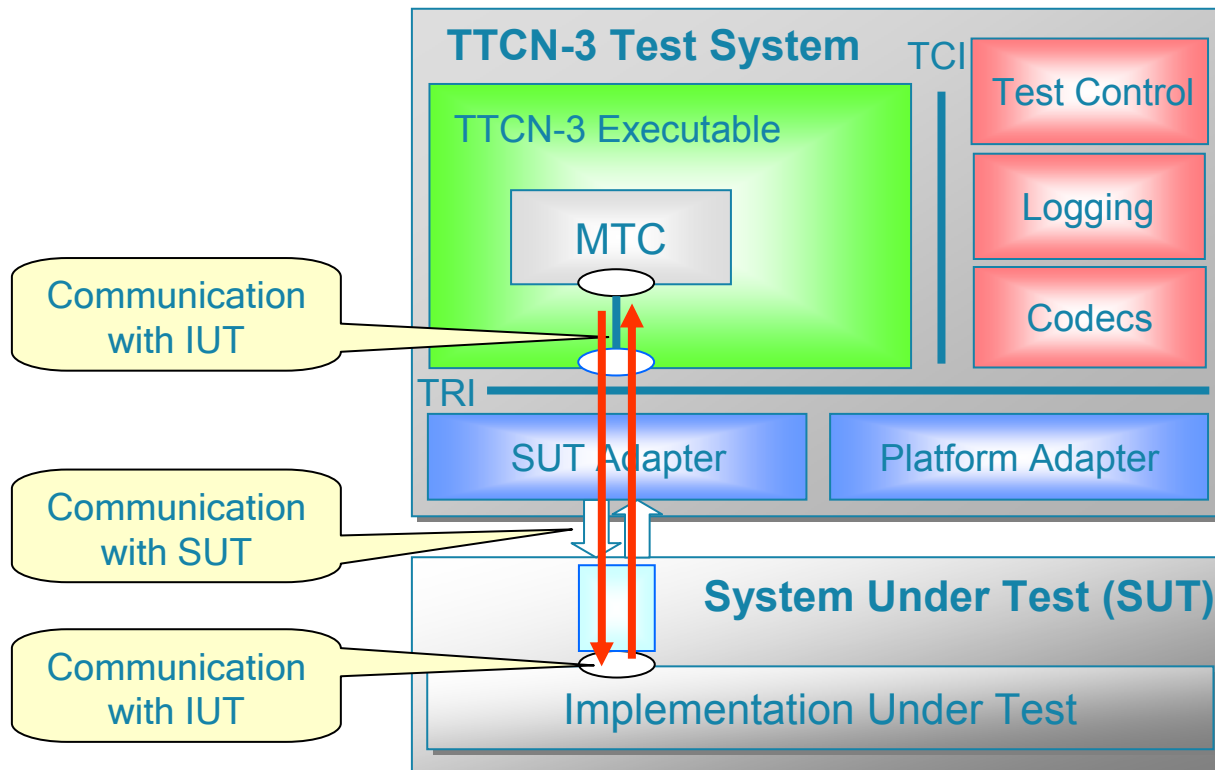 TTCN-3 Test System
TCI
Test Control
TTCN-3 Executable
Logging
MTC
Communication
with IUT
Codecs
TRI
SUT Adapter
Platform Adapter
Communication
with SUT
System Under Test (SUT)
Communication
with IUT
Implementation Under Test